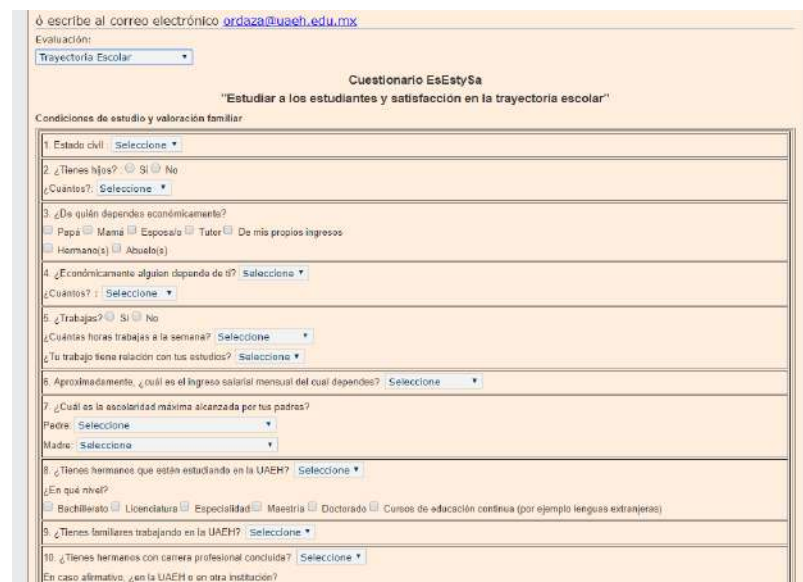 ó escribe al correo electrónico ordaza@uaeh.edu.mx
Evaluación:
Trayectoria Escolar
Cuestionario EsEstySa
"Estudiar a los estudiantes y satisfacción en la trayectoria escolar"
Condiciones de estudio y valoración familiar
1. Estado civil : Seleccione
2. ¿Tienes hijos? : Si No
¿Cuántos?: Seleccione
3. ¿De quién dependes económicamente?
Papá Mamá Esposa/o Tutor De mis propios ingresos
Hermano(s) Abuelo(s)
4. ¿Económicamente alguien depende de ti? Seleccione
¿Cuántos? : Seleccione
5. ¿Trabajas? Si No
¿Cuántas horas trabajas a la semana? Seleccione
¿Tu trabajo tiene relación con tus estudios? Seleccione
6. Aproximadamente, ¿cuál es el ingreso salarial mensual del cual dependes? Seleccione
7. ¿Cuál es la escolaridad máxima alcanzada por tus padres?
Padre: Seleccione
Madre: Seleccione
8. ¿Tienes hermanos que estén estudiando en la UAEH? Seleccione
¿En qué nivel?
Bachillerato Licenciatura Especialidad Maestría Doctorado Cursos de educación continua (por ejemplo lenguas extranjeras)
9. ¿Tienes familiares trabajando en la UAEH? Seleccione
10. ¿Tienes hermanos con carrera profesional concluida? Seleccione
En caso afirmativo, ¿en la UAEH o en otra institución?